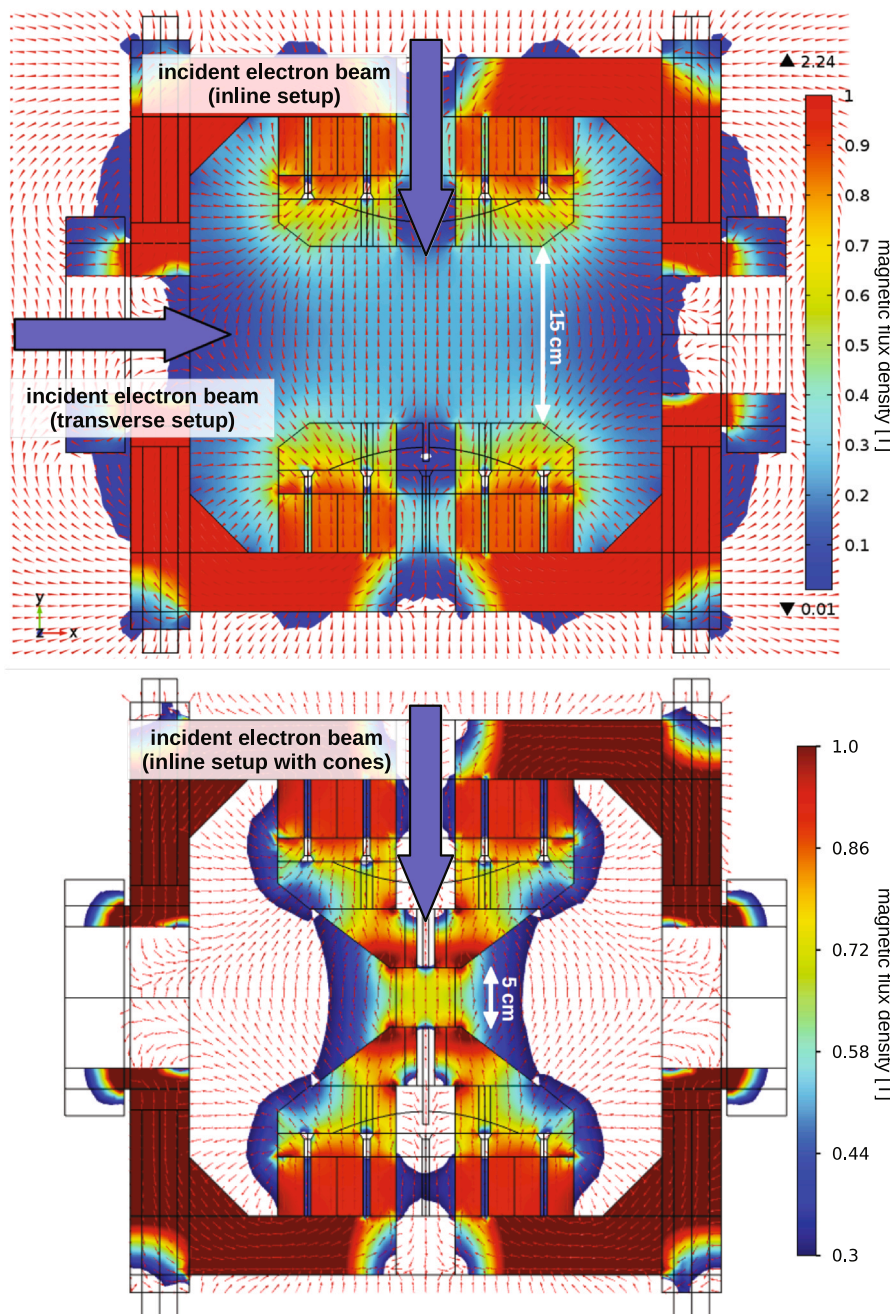 incident electron beam
(inline setup)
2.24
1
0.9
0.8
0.7
0.6
0.5
0.4
0.3
0.2
0.1
0.01
magnetic flux density [T]
15 cm
incident electron beam
(transverse setup)
y
z
x
incident electron beam
(inline setup with cones)
1.0
0.86
0.72
0.58
0.44
0.3
magnetic flux density [T]
5 cm